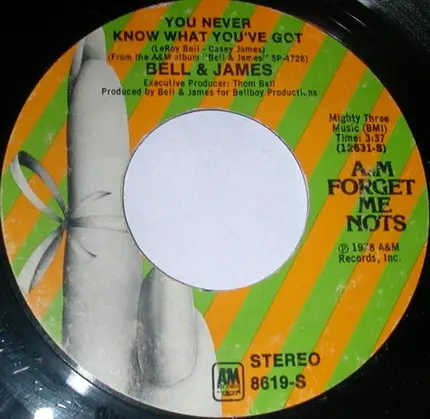 YOU NEVER
KNOW WHAT YOU'VE GOT
(LeRoy Bell - Casey James)
(From the A&M album "Bell & James" SP-4728)
BELL & JAMES
Executive Producer: Thom Bell
Produced by Bell & James for Bellboy Productions
Mighty Three
Music (BMI)
Time: 3:37
(12631-S)
A&M
FORGET
ME
NOTS
℗ 1978 A&M
Records, Inc.
AM
STEREO
8619-S